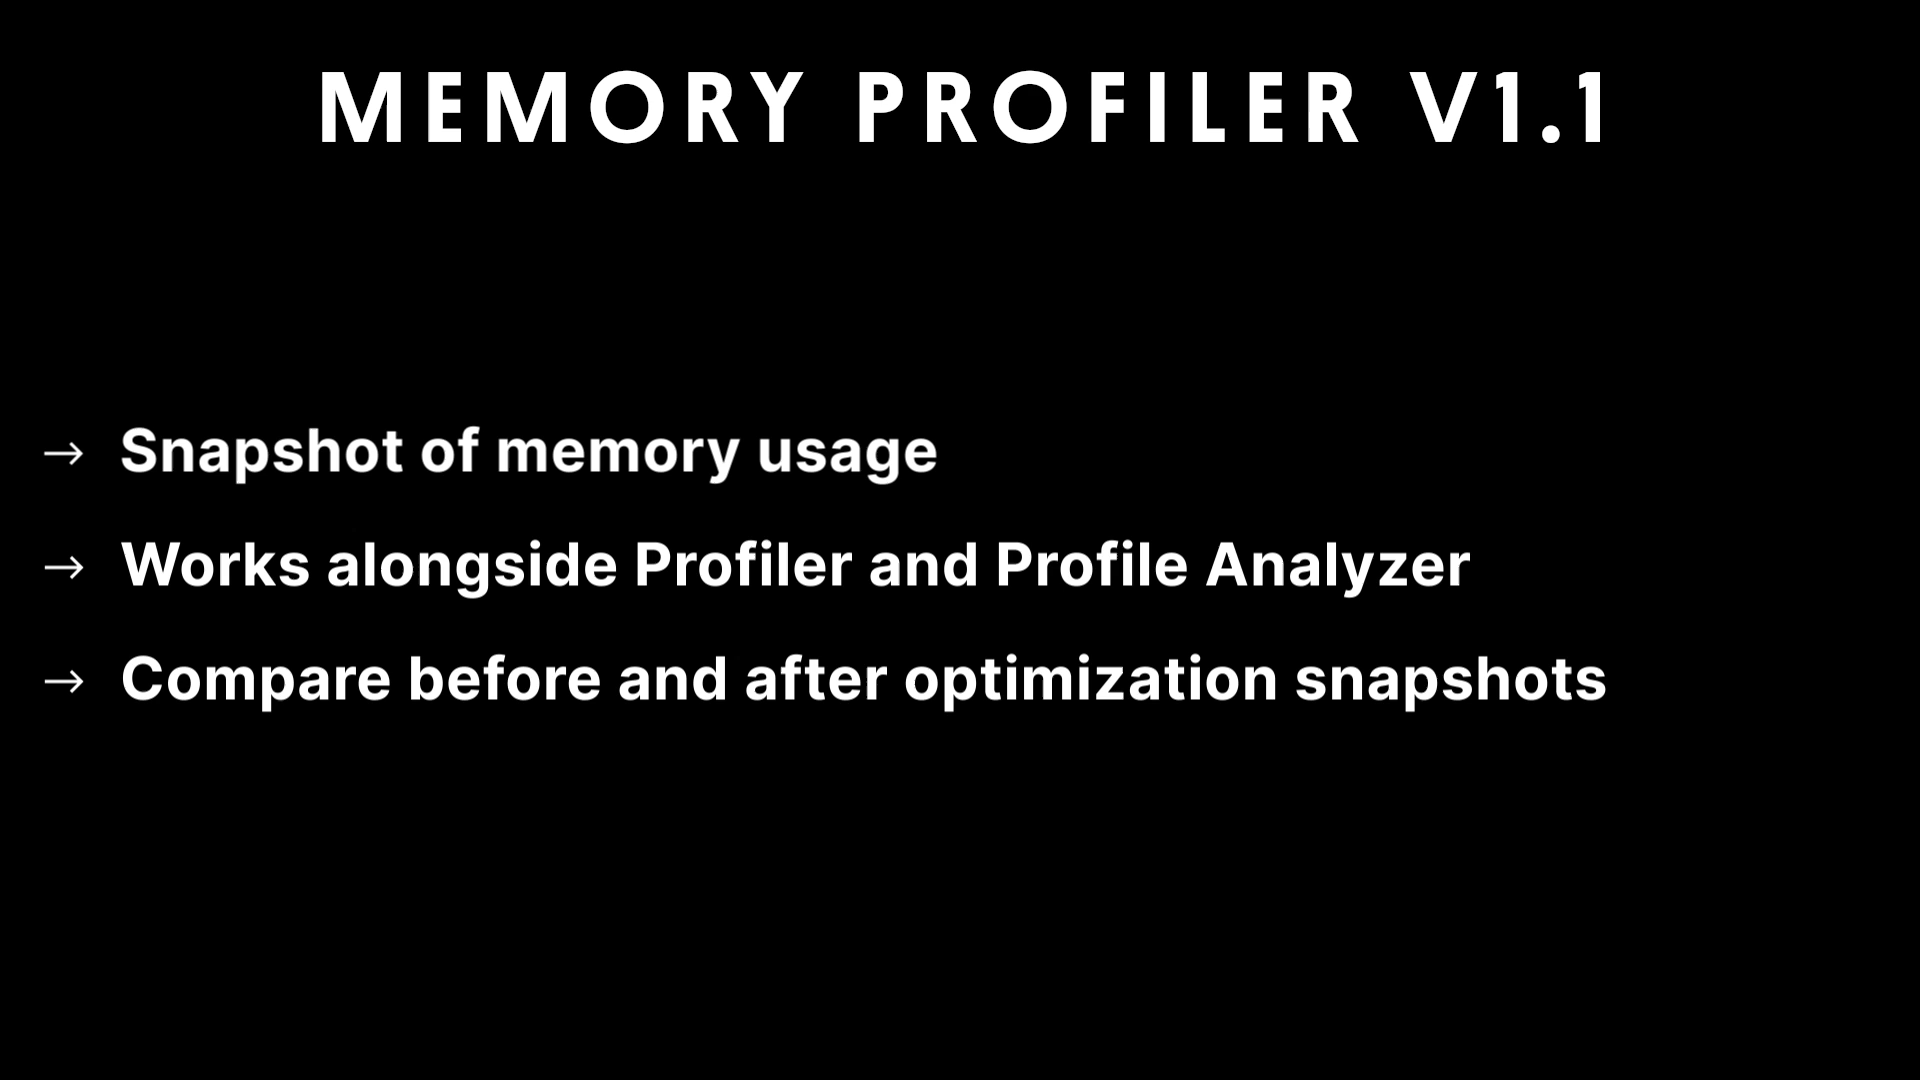 MEMORY PROFILER V1.1
→ Snapshot of memory usage
→ Works alongside Profiler and Profile Analyzer
→ Compare before and after optimization snapshots